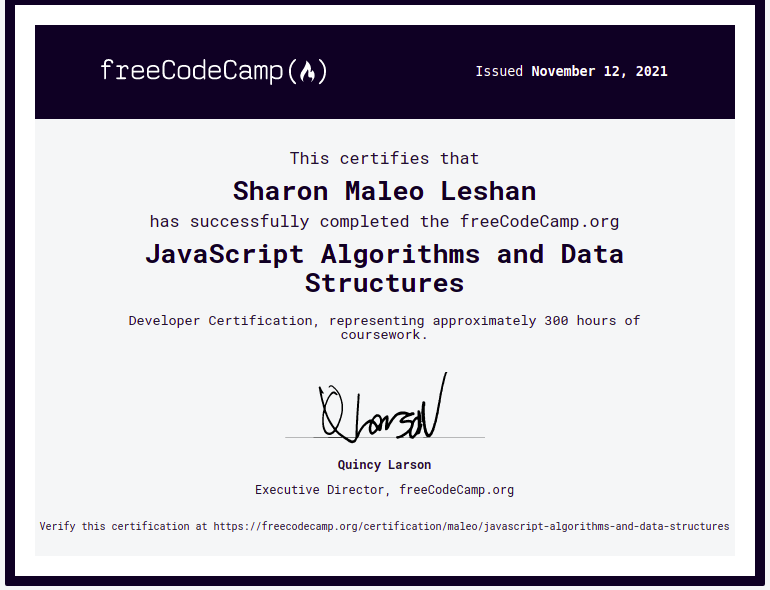 freeCodeCamp
Issued November 12, 2021
This certifies that
Sharon Maleo Leshan
has successfully completed the freeCodeCamp.org
JavaScript Algorithms and Data
Structures
Developer Certification, representing approximately 300 hours of
coursework.
Q Larson
Quincy Larson
Executive Director, freeCodeCamp.org
Verify this certification at https://freecodecamp.org/certification/maleo/javascript-algorithms-and-data-structures